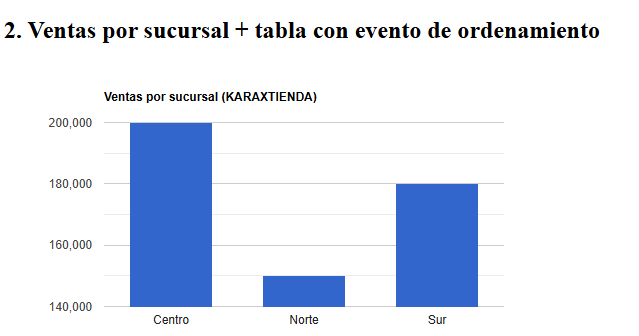 2. Ventas por sucursal + tabla con evento de ordenamiento
Ventas por sucursal (KARAXTIENDA)
200,000
180,000
160,000
140,000
Centro Norte Sur